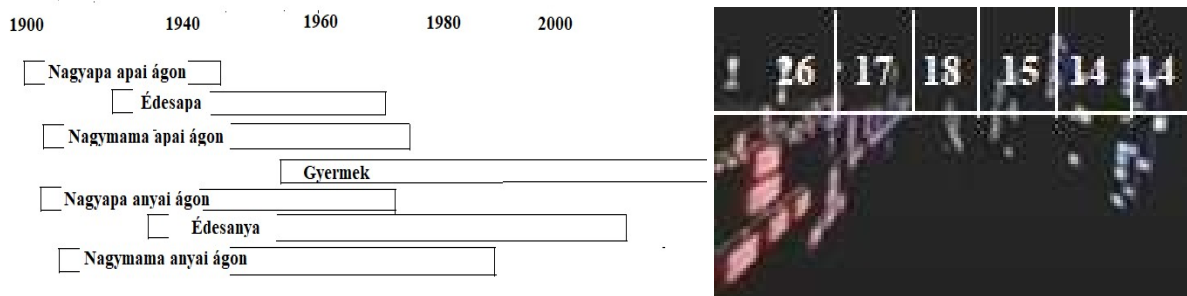 1900 1940 1960 1980 2000
Nagyapa apai ágon
Édesapa
Nagymama apai ágon
Gyermek
Nagyapa anyai ágon
Édesanya
Nagymama anyai ágon
26 17 18 15 14 14